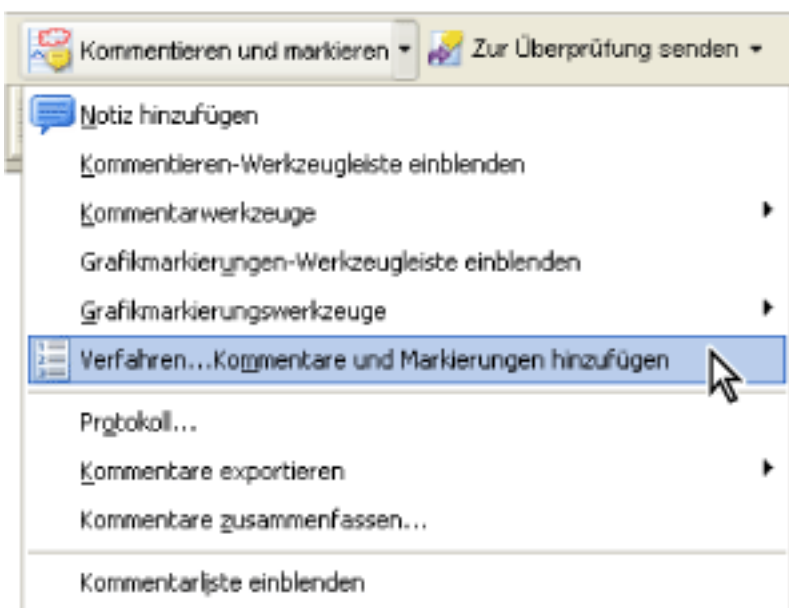 Kommentieren und markieren Zur Überprüfung senden
Notiz hinzufügen
Kommentieren-Werkzeugleiste einblenden
Kommentarwerkzeuge
Grafikmarkierungen-Werkzeugleiste einblenden
Grafikmarkierungswerkzeuge
Verfahren...Kommentare und Markierungen hinzufügen
Protokoll...
Kommentare exportieren
Kommentare zusammenfassen...
Kommentarliste einblenden